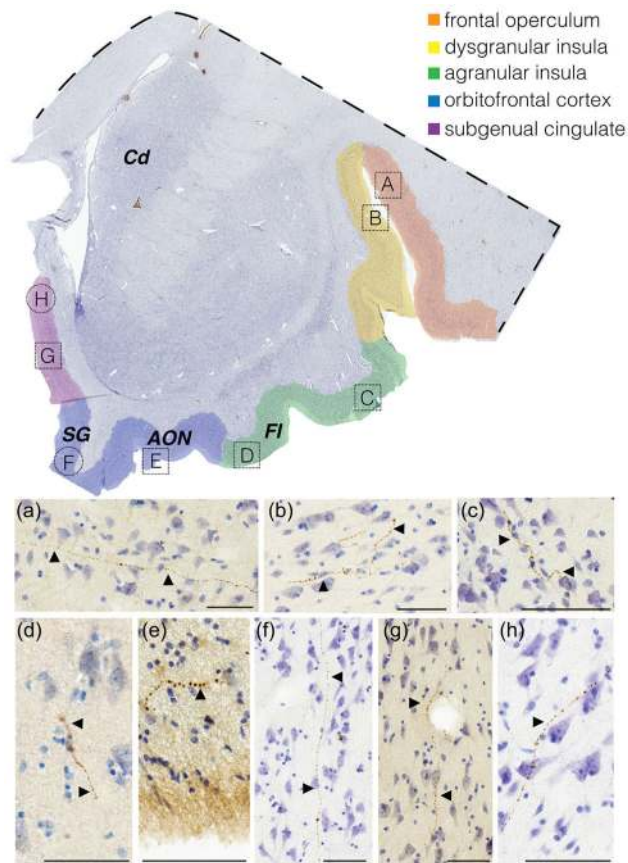 frontal operculum
dysgranular insula
agranular insula
orbitofrontal cortex
subgenual cingulate
Cd
A
B
H
G
C
SG
AON
FI
F
E
D
(a)
(b)
(c)
(d)
(e)
(f)
(g)
(h)